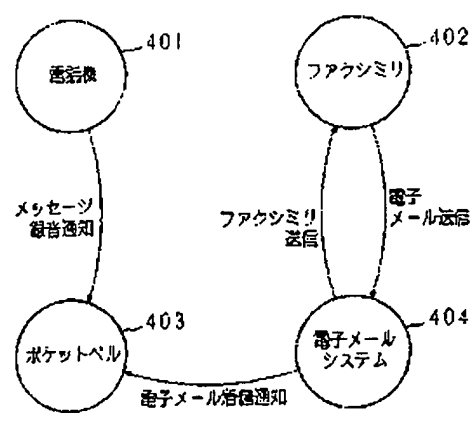 401
電話機
402
ファクシミリ
メッセージ
録音通知
ファクシミリ
送信
電子
メール送信
403
ポケットベル
404
電子メール
システム
電子メール着信通知